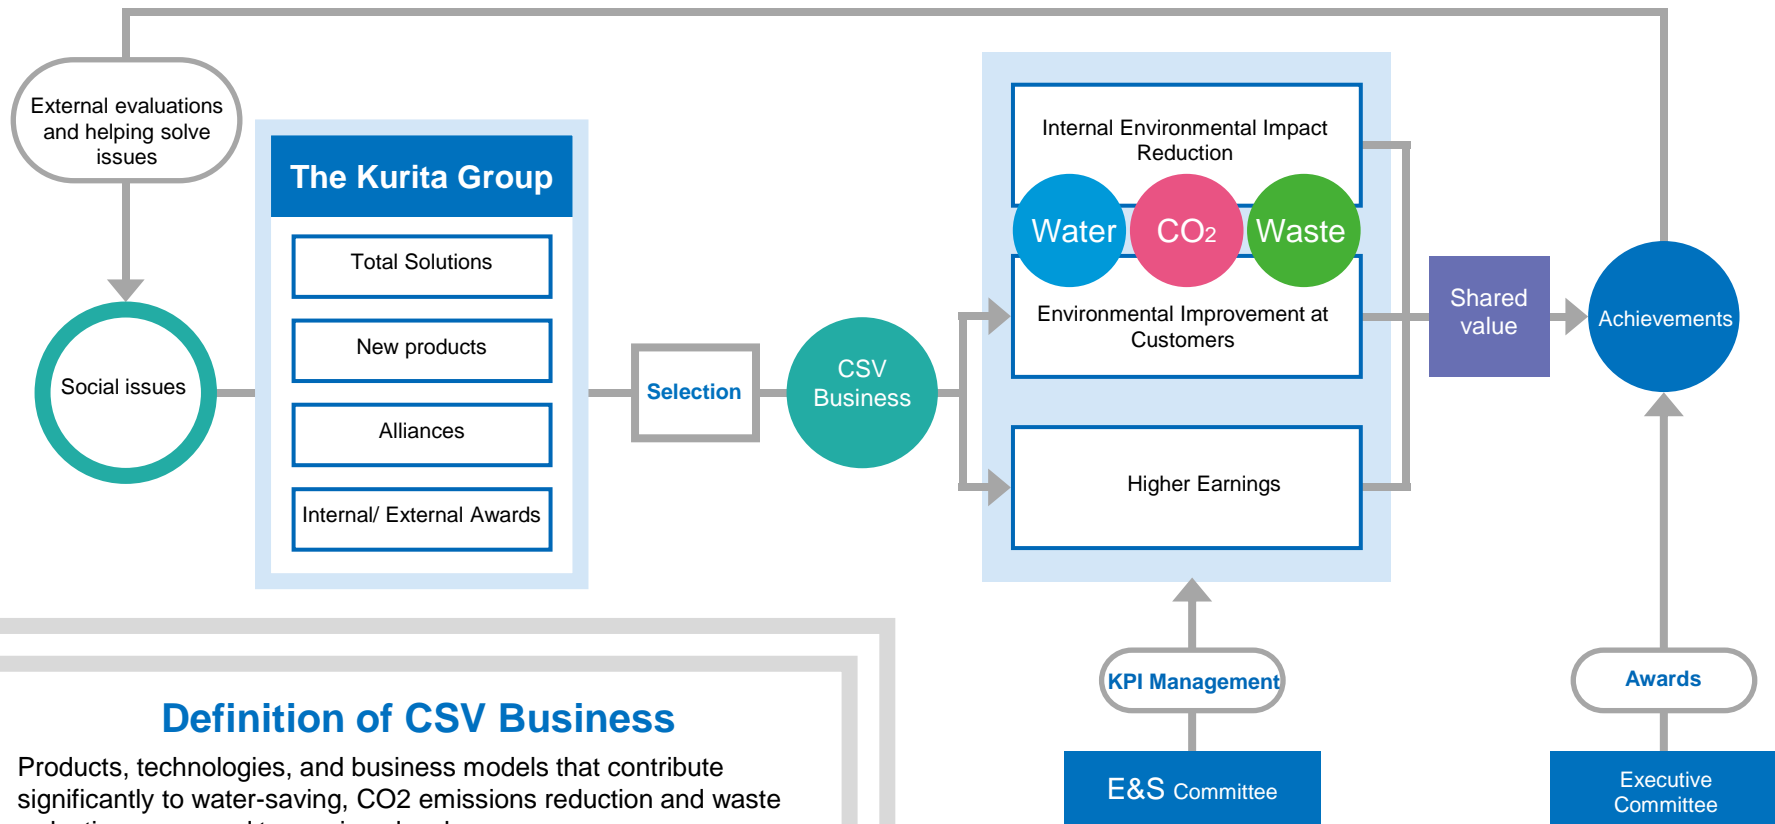 External evaluations
and helping solve
issues
Social issues
The Kurita Group
Total Solutions
New products
Alliances
Internal/ External Awards
Selection
CSV
Business
Internal Environmental Impact
Reduction
Water
CO2
Waste
Environmental Improvement at
Customers
Higher Earnings
Shared
value
Achievements
KPI Management
E&S Committee
Awards
Executive
Committee
Definition of CSV Business
Products, technologies, and business models that contribute
significantly to water-saving, CO2 emissions reduction and waste